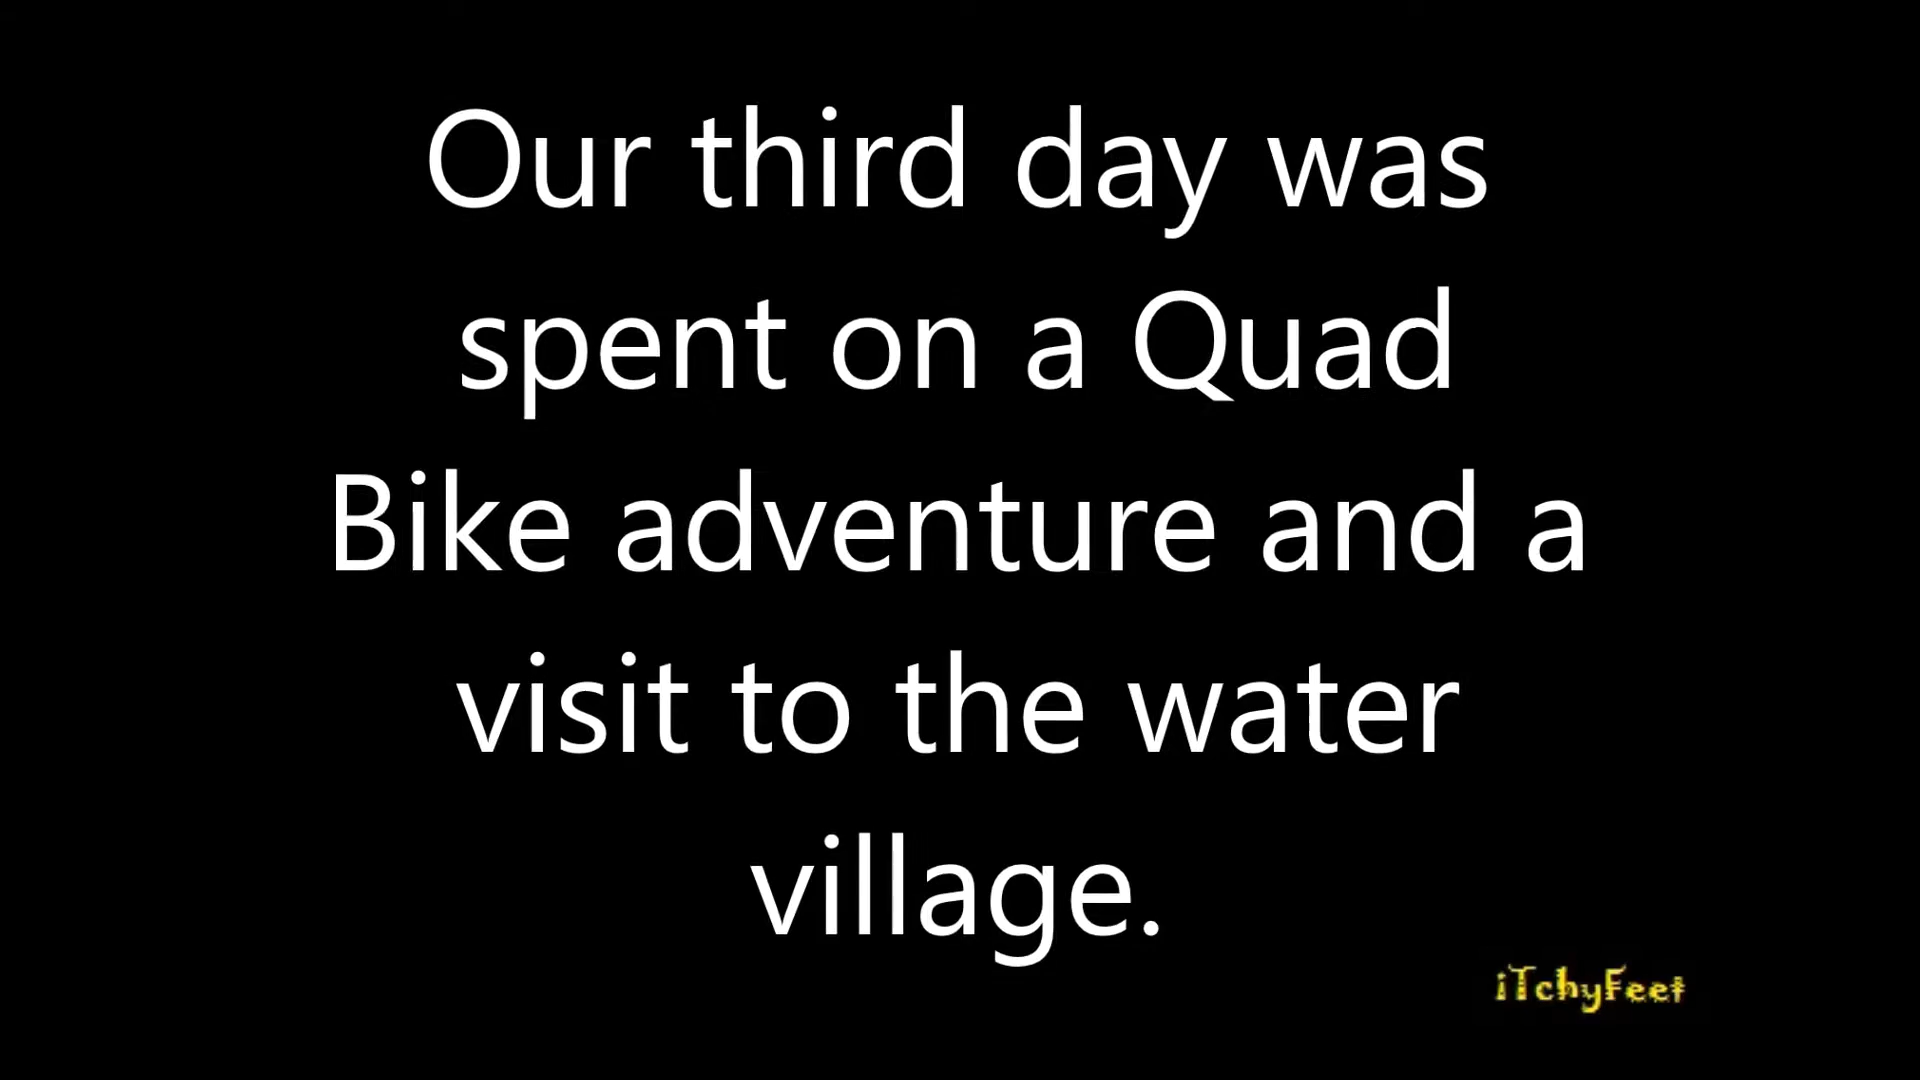 Our third day was
spent on a Quad
Bike adventure and a
visit to the water
village.
iTchyFeet